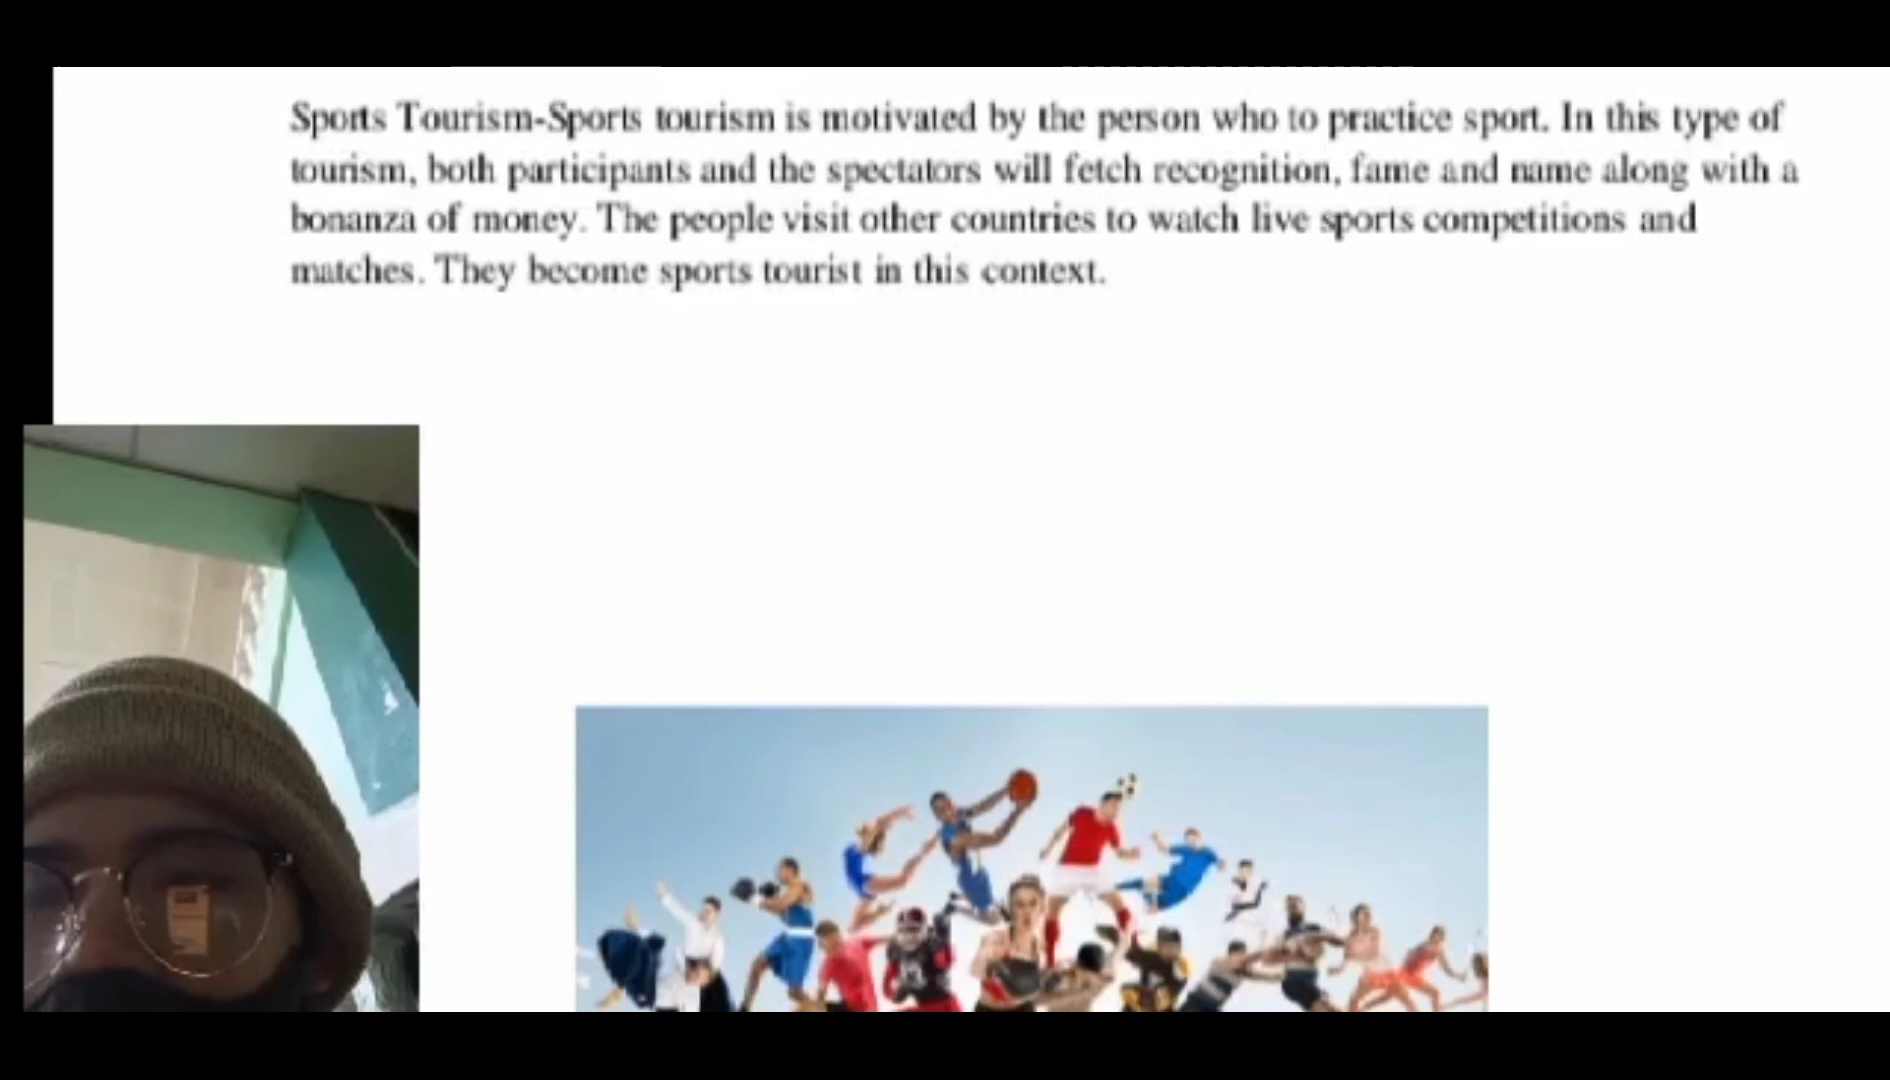 Sports Tourism-Sports tourism is motivated by the person who to practice sport. In this type of
tourism, both participants and the spectators will fetch recognition, fame and name along with a
bonanza of money. The people visit other countries to watch live sports competitions and
matches. They become sports tourist in this context.